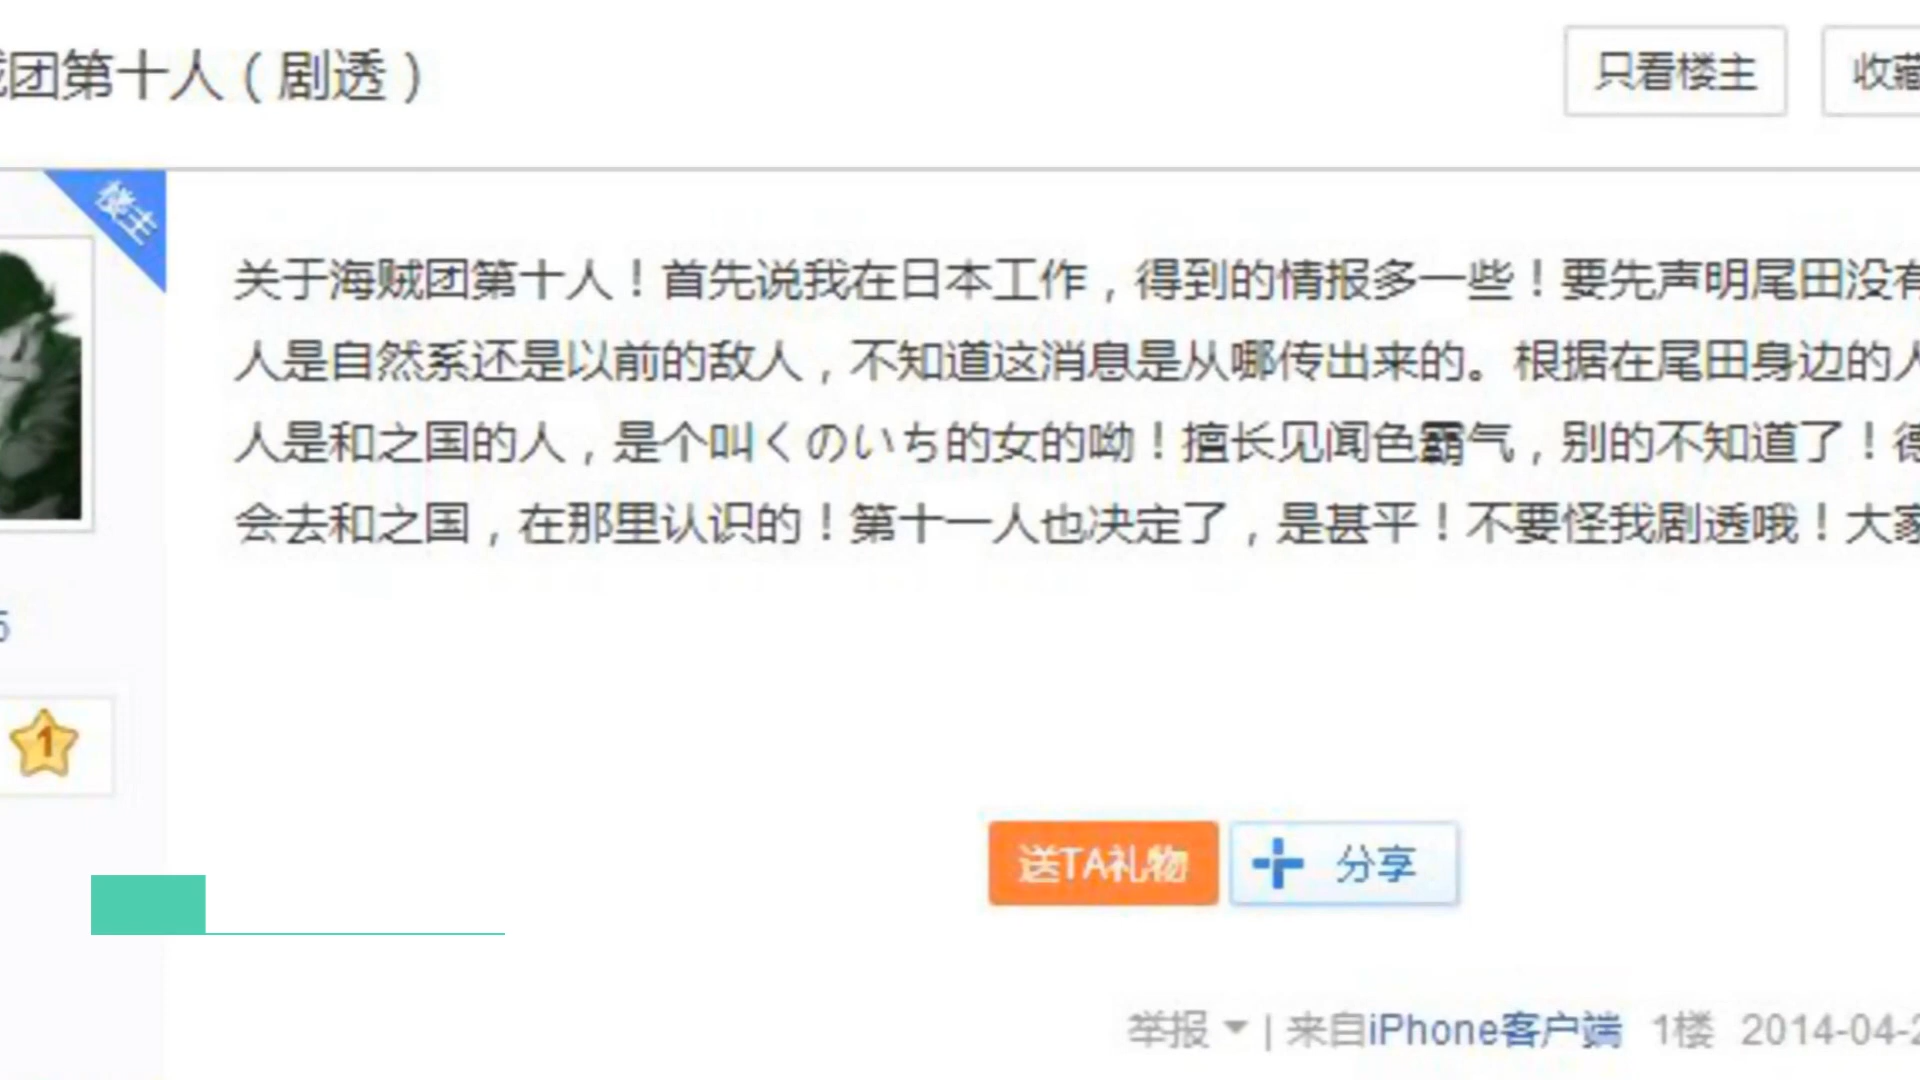 团第十人（剧透）
只看楼主
收藏
楼主
关于海贼团第十人！首先说我在日本工作，得到的情报多一些！要先声明尾田没有
人是自然系还是以前的敌人，不知道这消息是从哪传出来的。根据在尾田身边的人
人是和之国的人，是个叫くのいち的女的呦！擅长见闻色霸气，别的不知道了！德
会去和之国，在那里认识的！第十一人也决定了，是甚平！不要怪我剧透哦！大家
5
1
送TA礼物
分享
举报 | 来自iPhone客户端 1楼 2014-04-2